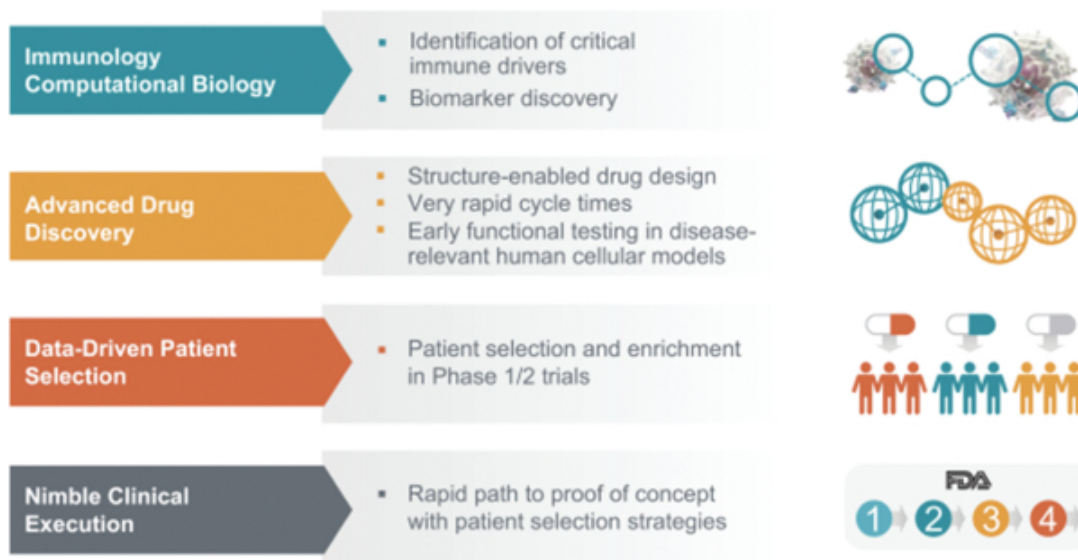 Immunology
Computational Biology
Identification of critical
immune drivers
Biomarker discovery
Advanced Drug
Discovery
Structure-enabled drug design
Very rapid cycle times
Early functional testing in disease-
relevant human cellular models
Data-Driven Patient
Selection
Patient selection and enrichment
in Phase 1/2 trials
Nimble Clinical
Execution
Rapid path to proof of concept
with patient selection strategies
FDA
1 2 3 4